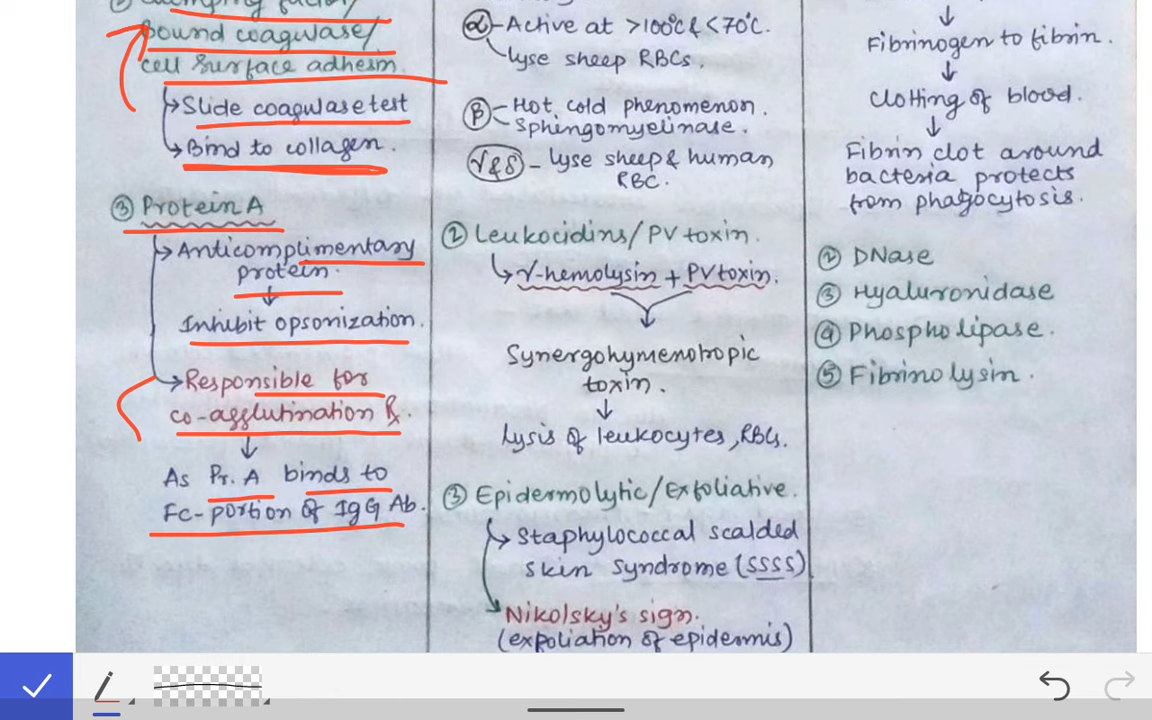 ② Clumping factor/
bound coagulase/
cell surface adhesin.
Slide coagulase test
Bind to collagen
③ Protein A
Anticomplimentary
protein.
Inhibit opsonization.
Responsible for
co-agglutination Rx.
As Pr. A binds to
Fc-portion of IgG Ab.
α - Active at >100°C & <70°C.
lyse sheep RBCs.
β - Hot cold phenomenon.
Sphingomyelinase.
γ & δ - lyse sheep & human
RBC.
② Leukocidins/PV toxin.
γ-hemolysin + PV toxin.
Synergohymenotropic
toxin.
lysis of leukocytes, RBCs.
③ Epidermolytic/Exfoliative.
Staphylococcal scalded
skin syndrome (SSSS)
Nikolsky's sign.
(exfoliation of epidermis)
Fibrinogen to fibrin.
Clotting of blood.
Fibrin clot around
bacteria protects
from phagocytosis.
② DNase
③ Hyaluronidase
④ Phospholipase.
⑤ Fibrinolysin.